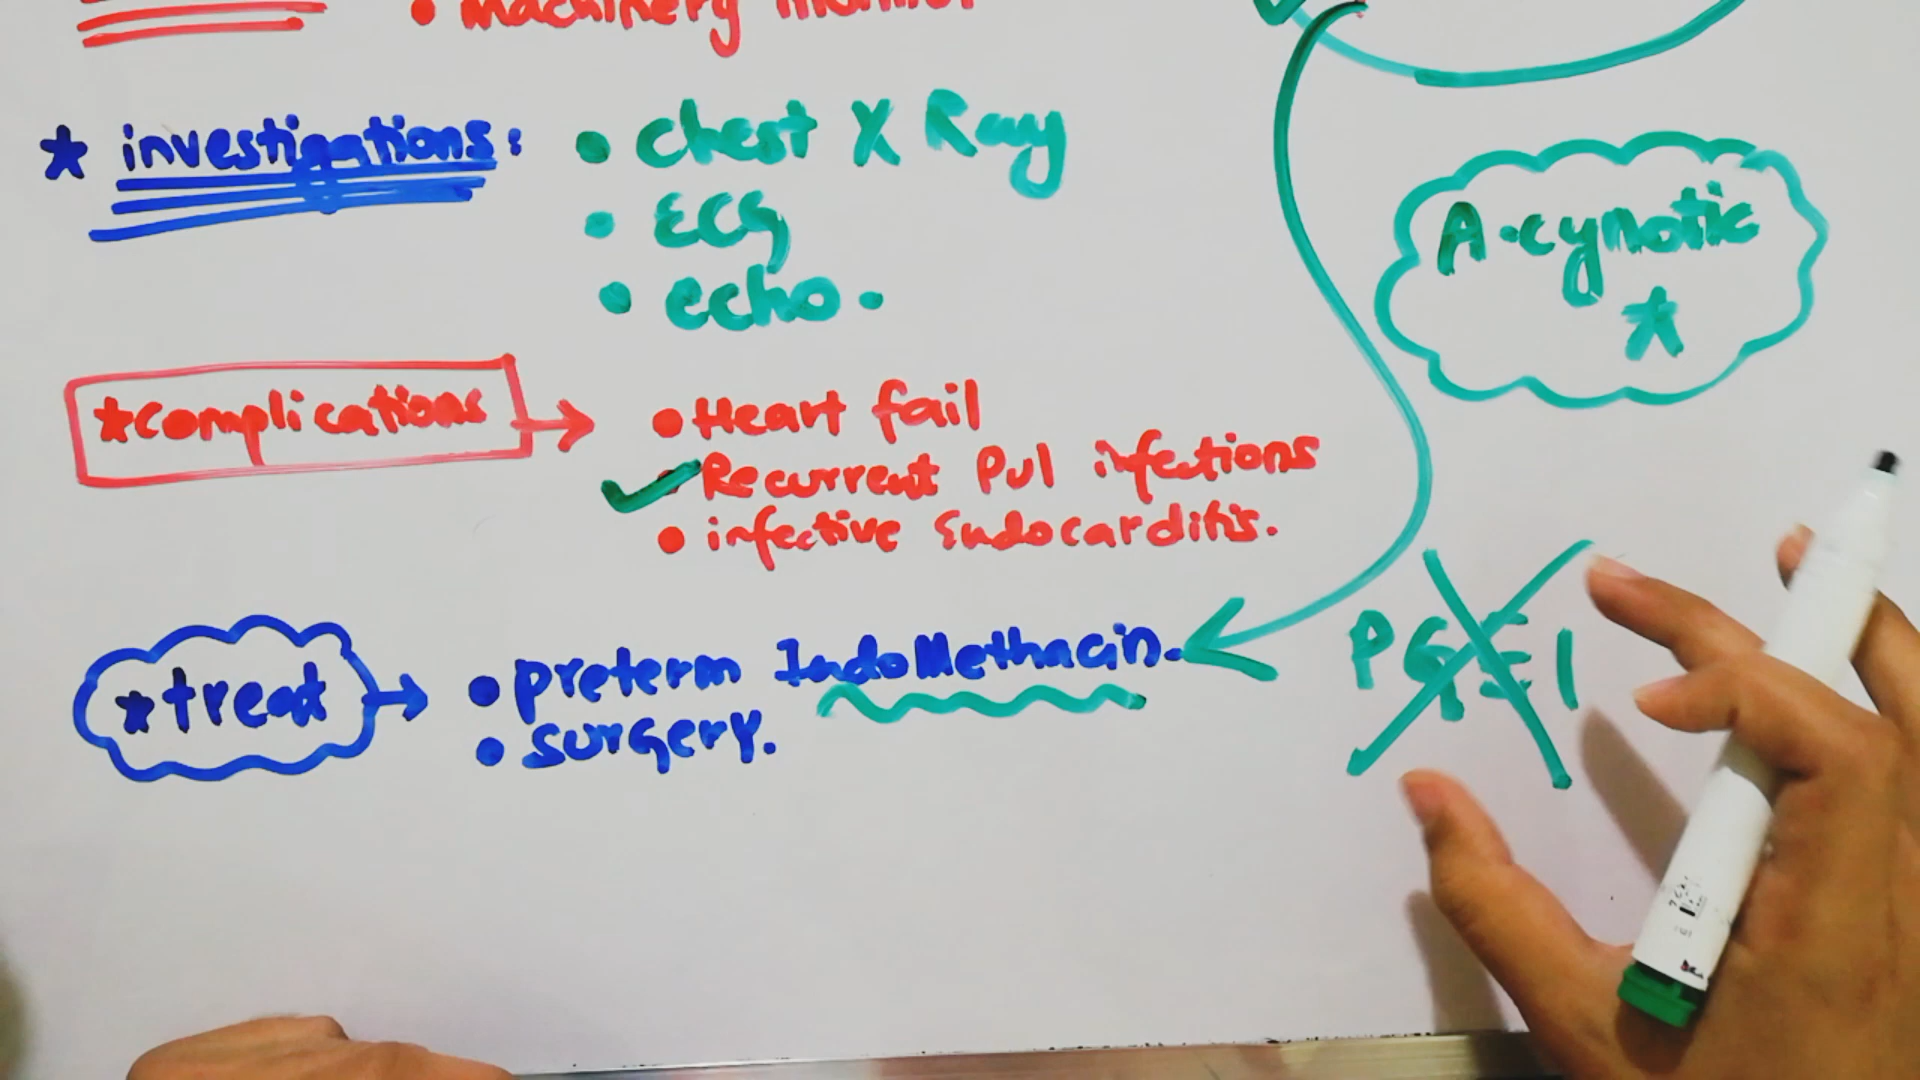 • Machinery murmur
* investigations: • chest X Ray
• ECG
• echo.
A-cynotic
*
*complications → • Heart fail
• Recurrent Pul infections
• infective Endocarditis.
*treat → • preterm IndoMethacin.
• surgery.
PGE1